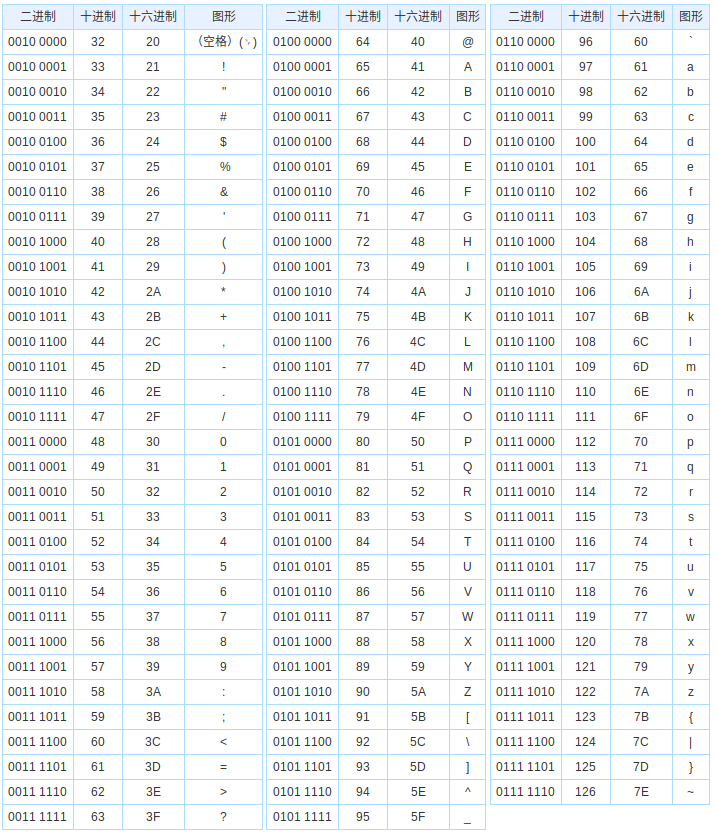 二进制 十进制 十六进制 图形 二进制 十进制 十六进制 图形 二进制 十进制 十六进制 图形
0010 0000 32 20 （空格）(␠) 0100 0000 64 40 @ 0110 0000 96 60 `
0010 0001 33 21 ! 0100 0001 65 41 A 0110 0001 97 61 a
0010 0010 34 22 " 0100 0010 66 42 B 0110 0010 98 62 b
0010 0011 35 23 # 0100 0011 67 43 C 0110 0011 99 63 c
0010 0100 36 24 $ 0100 0100 68 44 D 0110 0100 100 64 d
0010 0101 37 25 % 0100 0101 69 45 E 0110 0101 101 65 e
0010 0110 38 26 & 0100 0110 70 46 F 0110 0110 102 66 f
0010 0111 39 27 ' 0100 0111 71 47 G 0110 0111 103 67 g
0010 1000 40 28 ( 0100 1000 72 48 H 0110 1000 104 68 h
0010 1001 41 29 ) 0100 1001 73 49 I 0110 1001 105 69 i
0010 1010 42 2A * 0100 1010 74 4A J 0110 1010 106 6A j
0010 1011 43 2B + 0100 1011 75 4B K 0110 1011 107 6B k
0010 1100 44 2C , 0100 1100 76 4C L 0110 1100 108 6C l
0010 1101 45 2D - 0100 1101 77 4D M 0110 1101 109 6D m
0010 1110 46 2E . 0100 1110 78 4E N 0110 1110 110 6E n
0010 1111 47 2F / 0100 1111 79 4F O 0110 1111 111 6F o
0011 0000 48 30 0 0101 0000 80 50 P 0111 0000 112 70 p
0011 0001 49 31 1 0101 0001 81 51 Q 0111 0001 113 71 q
0011 0010 50 32 2 0101 0010 82 52 R 0111 0010 114 72 r
0011 0011 51 33 3 0101 0011 83 53 S 0111 0011 115 73 s
0011 0100 52 34 4 0101 0100 84 54 T 0111 0100 116 74 t
0011 0101 53 35 5 0101 0101 85 55 U 0111 0101 117 75 u
0011 0110 54 36 6 0101 0110 86 56 V 0111 0110 118 76 v
0011 0111 55 37 7 0101 0111 87 57 W 0111 0111 119 77 w
0011 1000 56 38 8 0101 1000 88 58 X 0111 1000 120 78 x
0011 1001 57 39 9 0101 1001 89 59 Y 0111 1001 121 79 y
0011 1010 58 3A : 0101 1010 90 5A Z 0111 1010 122 7A z
0011 1011 59 3B ; 0101 1011 91 5B [ 0111 1011 123 7B {
0011 1100 60 3C < 0101 1100 92 5C \ 0111 1100 124 7C |
0011 1101 61 3D = 0101 1101 93 5D ] 0111 1101 125 7D }
0011 1110 62 3E > 0101 1110 94 5E ^ 0111 1110 126 7E ~
0011 1111 63 3F ? 0101 1111 95 5F _